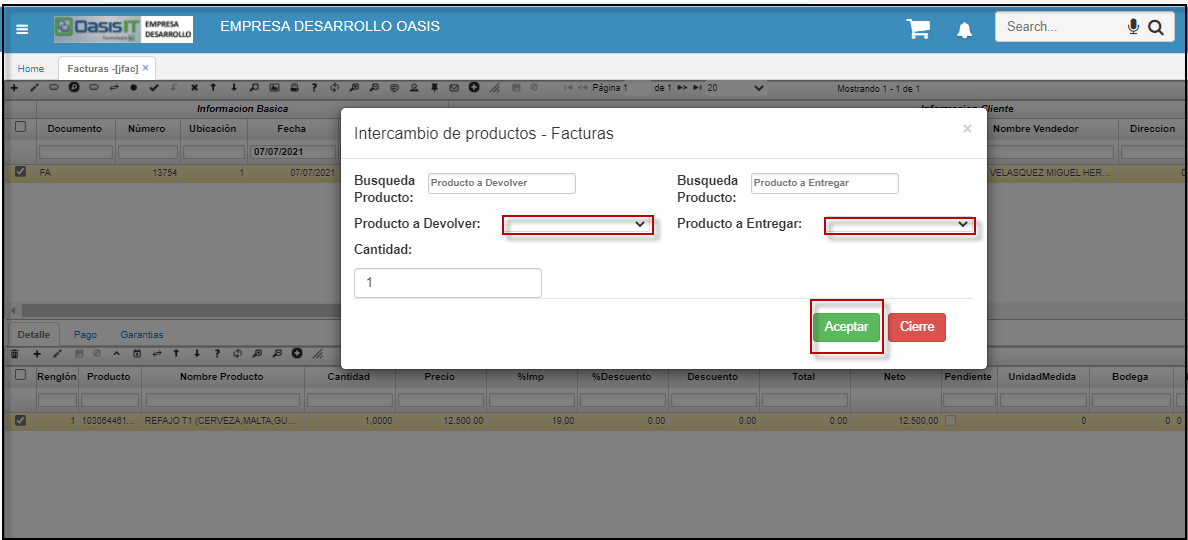 OasisIT EMPRESA DESARROLLO
EMPRESA DESARROLLO OASIS
Search...
Home
Facturas -[jfac] ×
Página 1 de 1 20
Mostrando 1 - 1 de 1
Informacion Basica
Documento Número Ubicación Fecha Nombre Vendedor Direccion
07/07/2021
FA 13754 1 07/07/2021 VELASQUEZ MIGUEL HER...
Intercambio de productos - Facturas ×
Busqueda Producto: Producto a Devolver
Busqueda Producto: Producto a Entregar
Producto a Devolver:
Producto a Entregar:
Cantidad:
1
Aceptar Cierre
Detalle Pago Garantias
Renglón Producto Nombre Producto Cantidad Precio %Imp %Descuento Descuento Total Neto Pendiente UnidadMedida Bodega
1 103064461... REFAJO T1 (CERVEZA,MALTA,GU... 1,0000 12.500,00 19,00 0.00 0.00 0.00 12.500,00 0 0 0